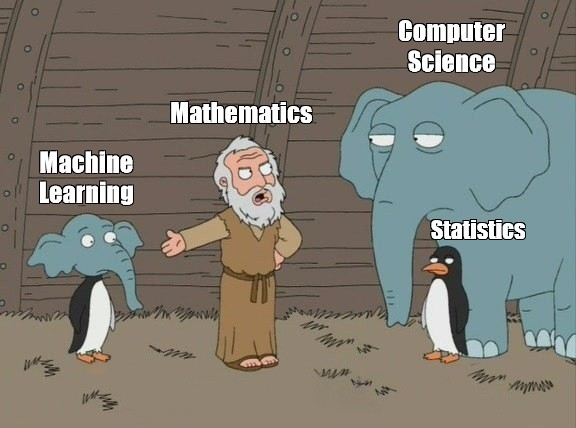 Computer
Science
Mathematics
Machine
Learning
Statistics